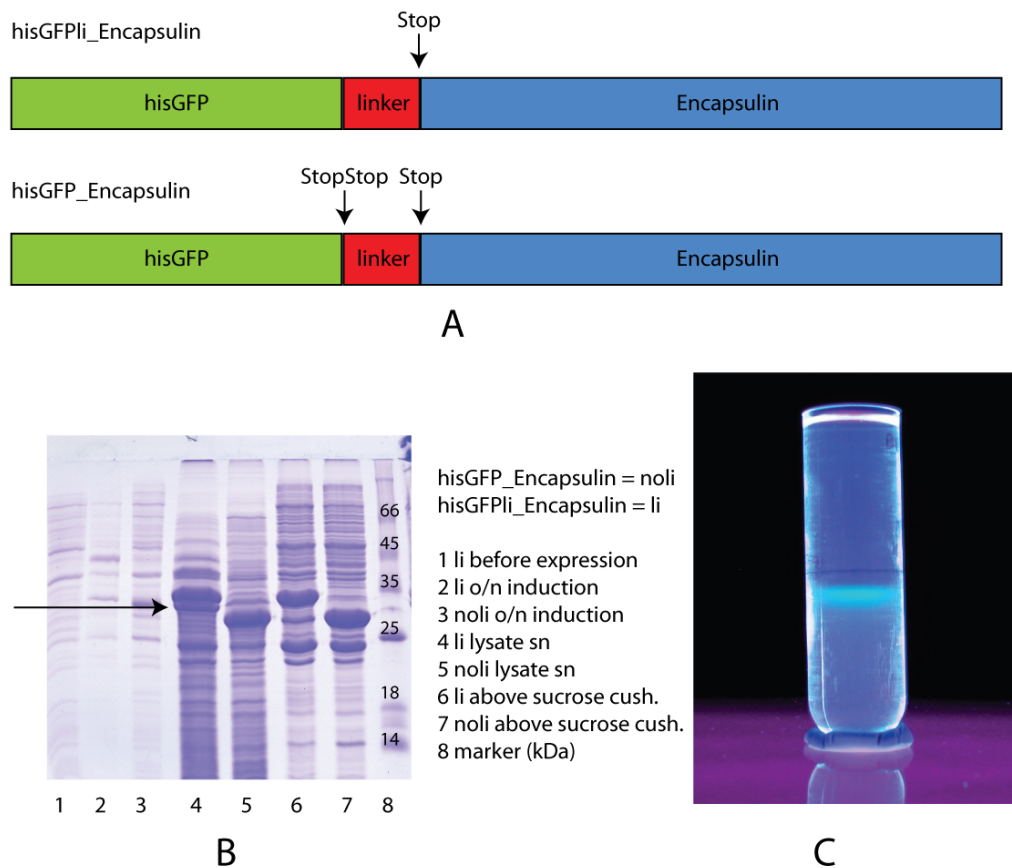 Stop
hisGFPli_Encapsulin
hisGFP linker Encapsulin
StopStop Stop
hisGFP_Encapsulin
hisGFP linker Encapsulin
A
66
45
35
25
18
14
1 2 3 4 5 6 7 8
B
hisGFP_Encapsulin = noli
hisGFPli_Encapsulin = li
1 li before expression
2 li o/n induction
3 noli o/n induction
4 li lysate sn
5 noli lysate sn
6 li above sucrose cush.
7 noli above sucrose cush.
8 marker (kDa)
C